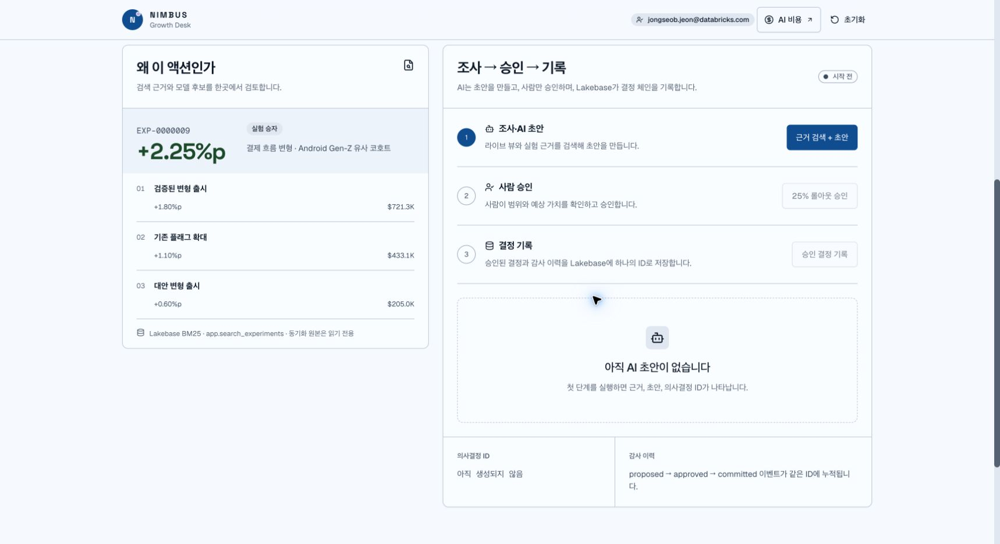 N
NIMBUS
Growth Desk
jongseob.jeon@databricks.com
AI 비용
초기화
왜 이 액션인가
검색 근거와 모델 후보를 한곳에서 검토합니다.
EXP-0000009
+2.25%p
실험 승자
결제 흐름 변형 · Android Gen-Z 유사 코호트
01 검증된 변형 출시
+1.80%p $721.3K
02 기존 플래그 확대
+1.10%p $433.1K
03 대안 변형 출시
+0.60%p $205.0K
Lakebase BM25 · app.search_experiments · 동기화 원본은 읽기 전용
조사 → 승인 → 기록
AI는 초안을 만들고, 사람만 승인하며, Lakebase가 결정 체인을 기록합니다.
시작 전
1 조사·AI 초안
라이브 뷰와 실험 근거를 검색해 초안을 만듭니다.
근거 검색 + 초안
2 사람 승인
사람이 범위와 예상 가치를 확인하고 승인합니다.
25% 롤아웃 승인
3 결정 기록
승인된 결정과 감사 이력을 Lakebase에 하나의 ID로 저장합니다.
승인 결정 기록
아직 AI 초안이 없습니다
첫 단계를 실행하면 근거, 초안, 의사결정 ID가 나타납니다.
의사결정 ID
아직 생성되지 않음
감사 이력
proposed → approved → committed 이벤트가 같은 ID에 누적됩니
다.